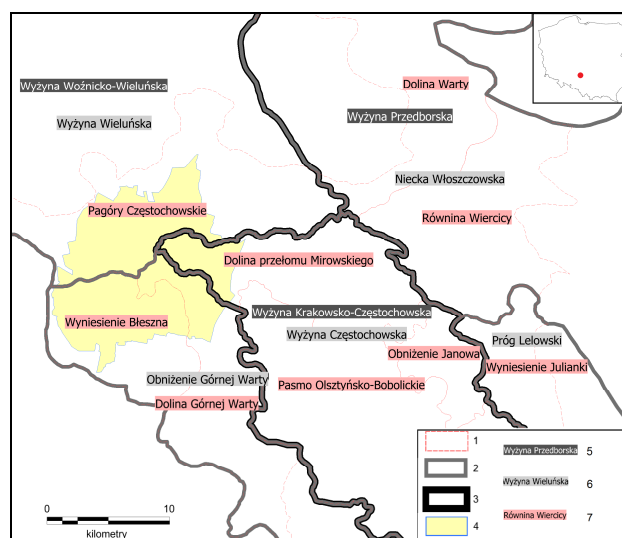 Dolina Warty
Wyżyna Woźnicko-Wieluńska
Wyżyna Przedborska
Wyżyna Wieluńska
Niecka Włoszczowska
Pagóry Częstochowskie
Równina Wiercicy
Dolina przełomu Mirowskiego
Wyżyna Krakowsko-Częstochowska
Wyniesienie Błeszna
Wyżyna Częstochowska
Próg Lelowski
Obniżenie Janowa
Wyniesienie Julianki
Obniżenie Górnej Warty
Pasmo Olsztyńsko-Bobolickie
Dolina Górnej Warty
1
2
3
4
Wyżyna Przedborska 5
Wyżyna Wieluńska 6
Równina Wiercicy 7
0 10
kilometry